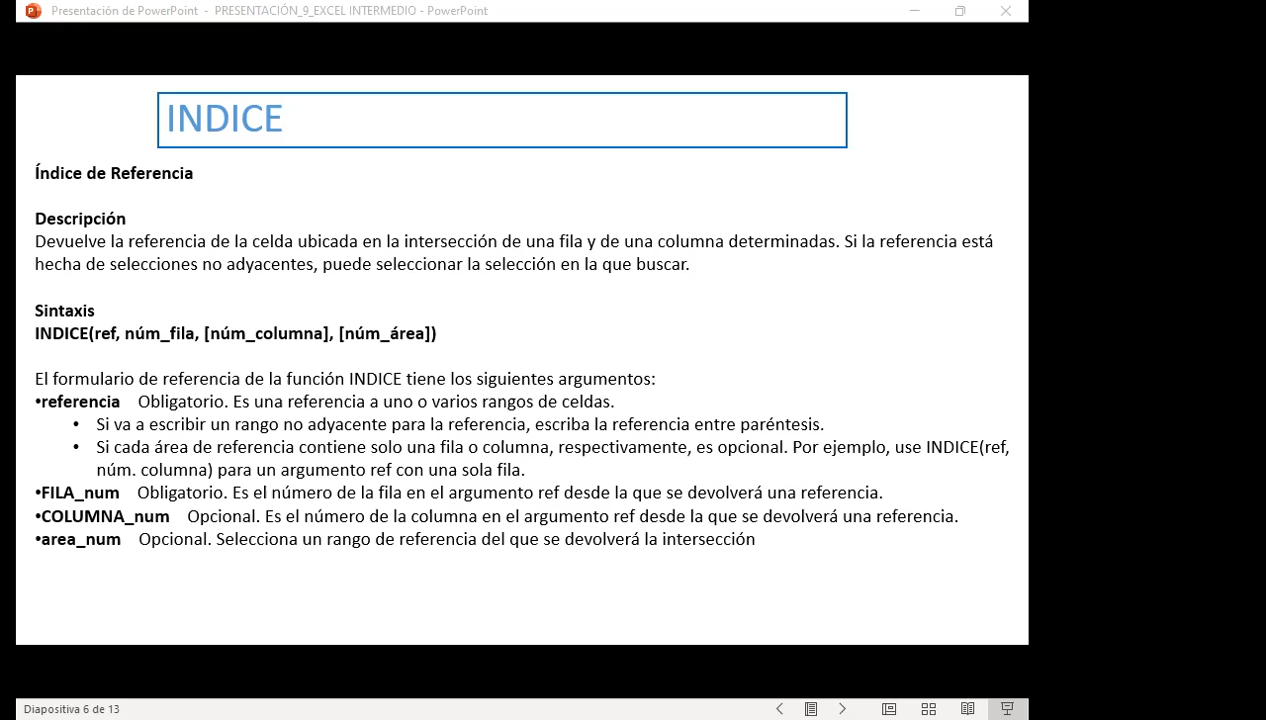 Presentación de PowerPoint - PRESENTACIÓN_9_EXCEL INTERMEDIO - PowerPoint
INDICE
Índice de Referencia
Descripción
Devuelve la referencia de la celda ubicada en la intersección de una fila y de una columna determinadas. Si la referencia está
hecha de selecciones no adyacentes, puede seleccionar la selección en la que buscar.
Sintaxis
INDICE(ref, núm_fila, [núm_columna], [núm_área])
El formulario de referencia de la función INDICE tiene los siguientes argumentos:
•referencia Obligatorio. Es una referencia a uno o varios rangos de celdas.
• Si va a escribir un rango no adyacente para la referencia, escriba la referencia entre paréntesis.
• Si cada área de referencia contiene solo una fila o columna, respectivamente, es opcional. Por ejemplo, use INDICE(ref,
núm. columna) para un argumento ref con una sola fila.
•FILA_num Obligatorio. Es el número de la fila en el argumento ref desde la que se devolverá una referencia.
•COLUMNA_num Opcional. Es el número de la columna en el argumento ref desde la que se devolverá una referencia.
•area_num Opcional. Selecciona un rango de referencia del que se devolverá la intersección
Diapositiva 6 de 13